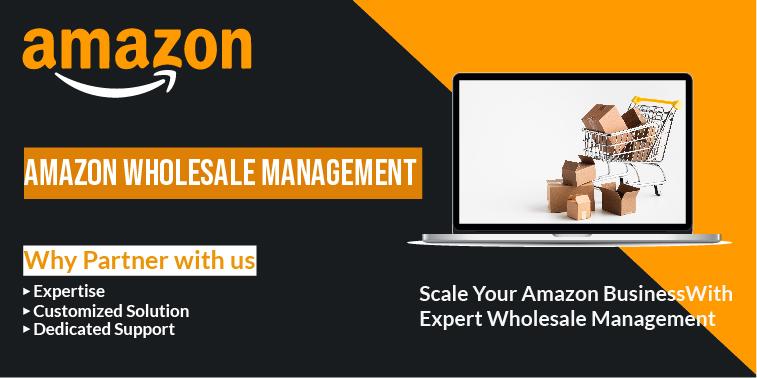 amazon
AMAZON WHOLESALE MANAGEMENT
Why Partner with us
Expertise
Customized Solution
Dedicated Support
Scale Your Amazon BusinessWith
Expert Wholesale Management